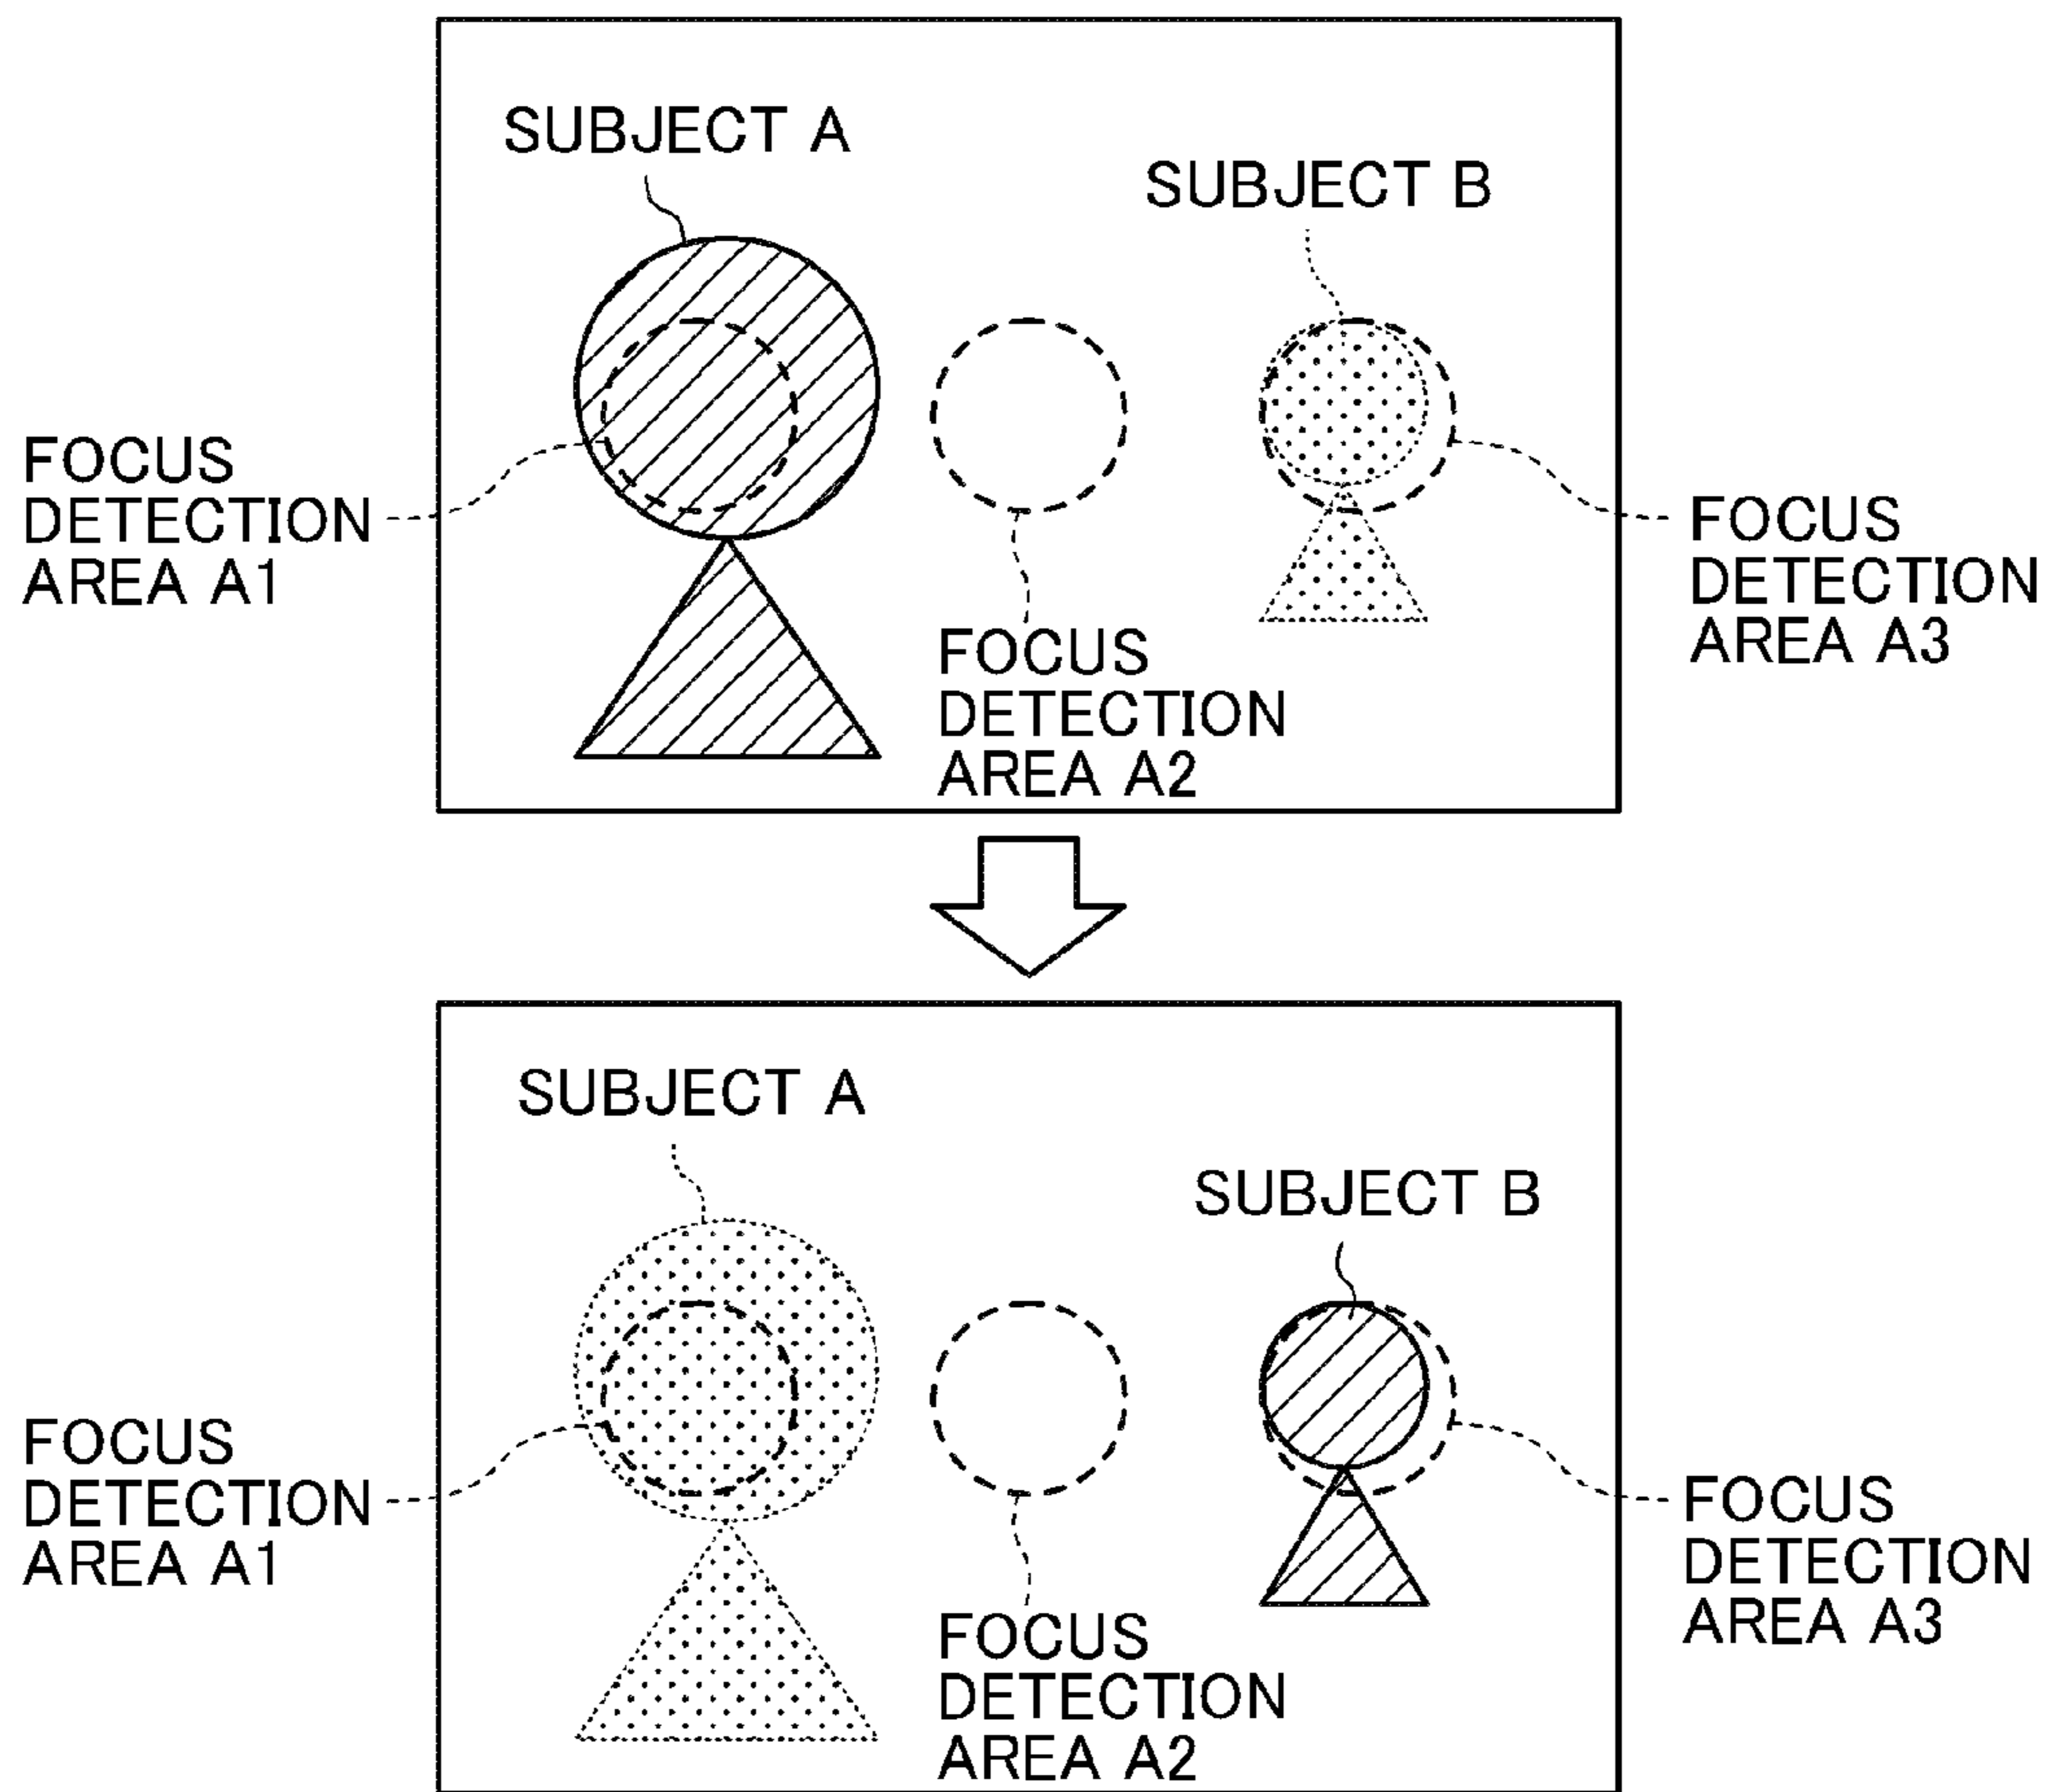 SUBJECT A
SUBJECT B
FOCUS
DETECTION
AREA A1
FOCUS
DETECTION
AREA A2
FOCUS
DETECTION
AREA A3
SUBJECT A
SUBJECT B
FOCUS
DETECTION
AREA A1
FOCUS
DETECTION
AREA A2
FOCUS
DETECTION
AREA A3